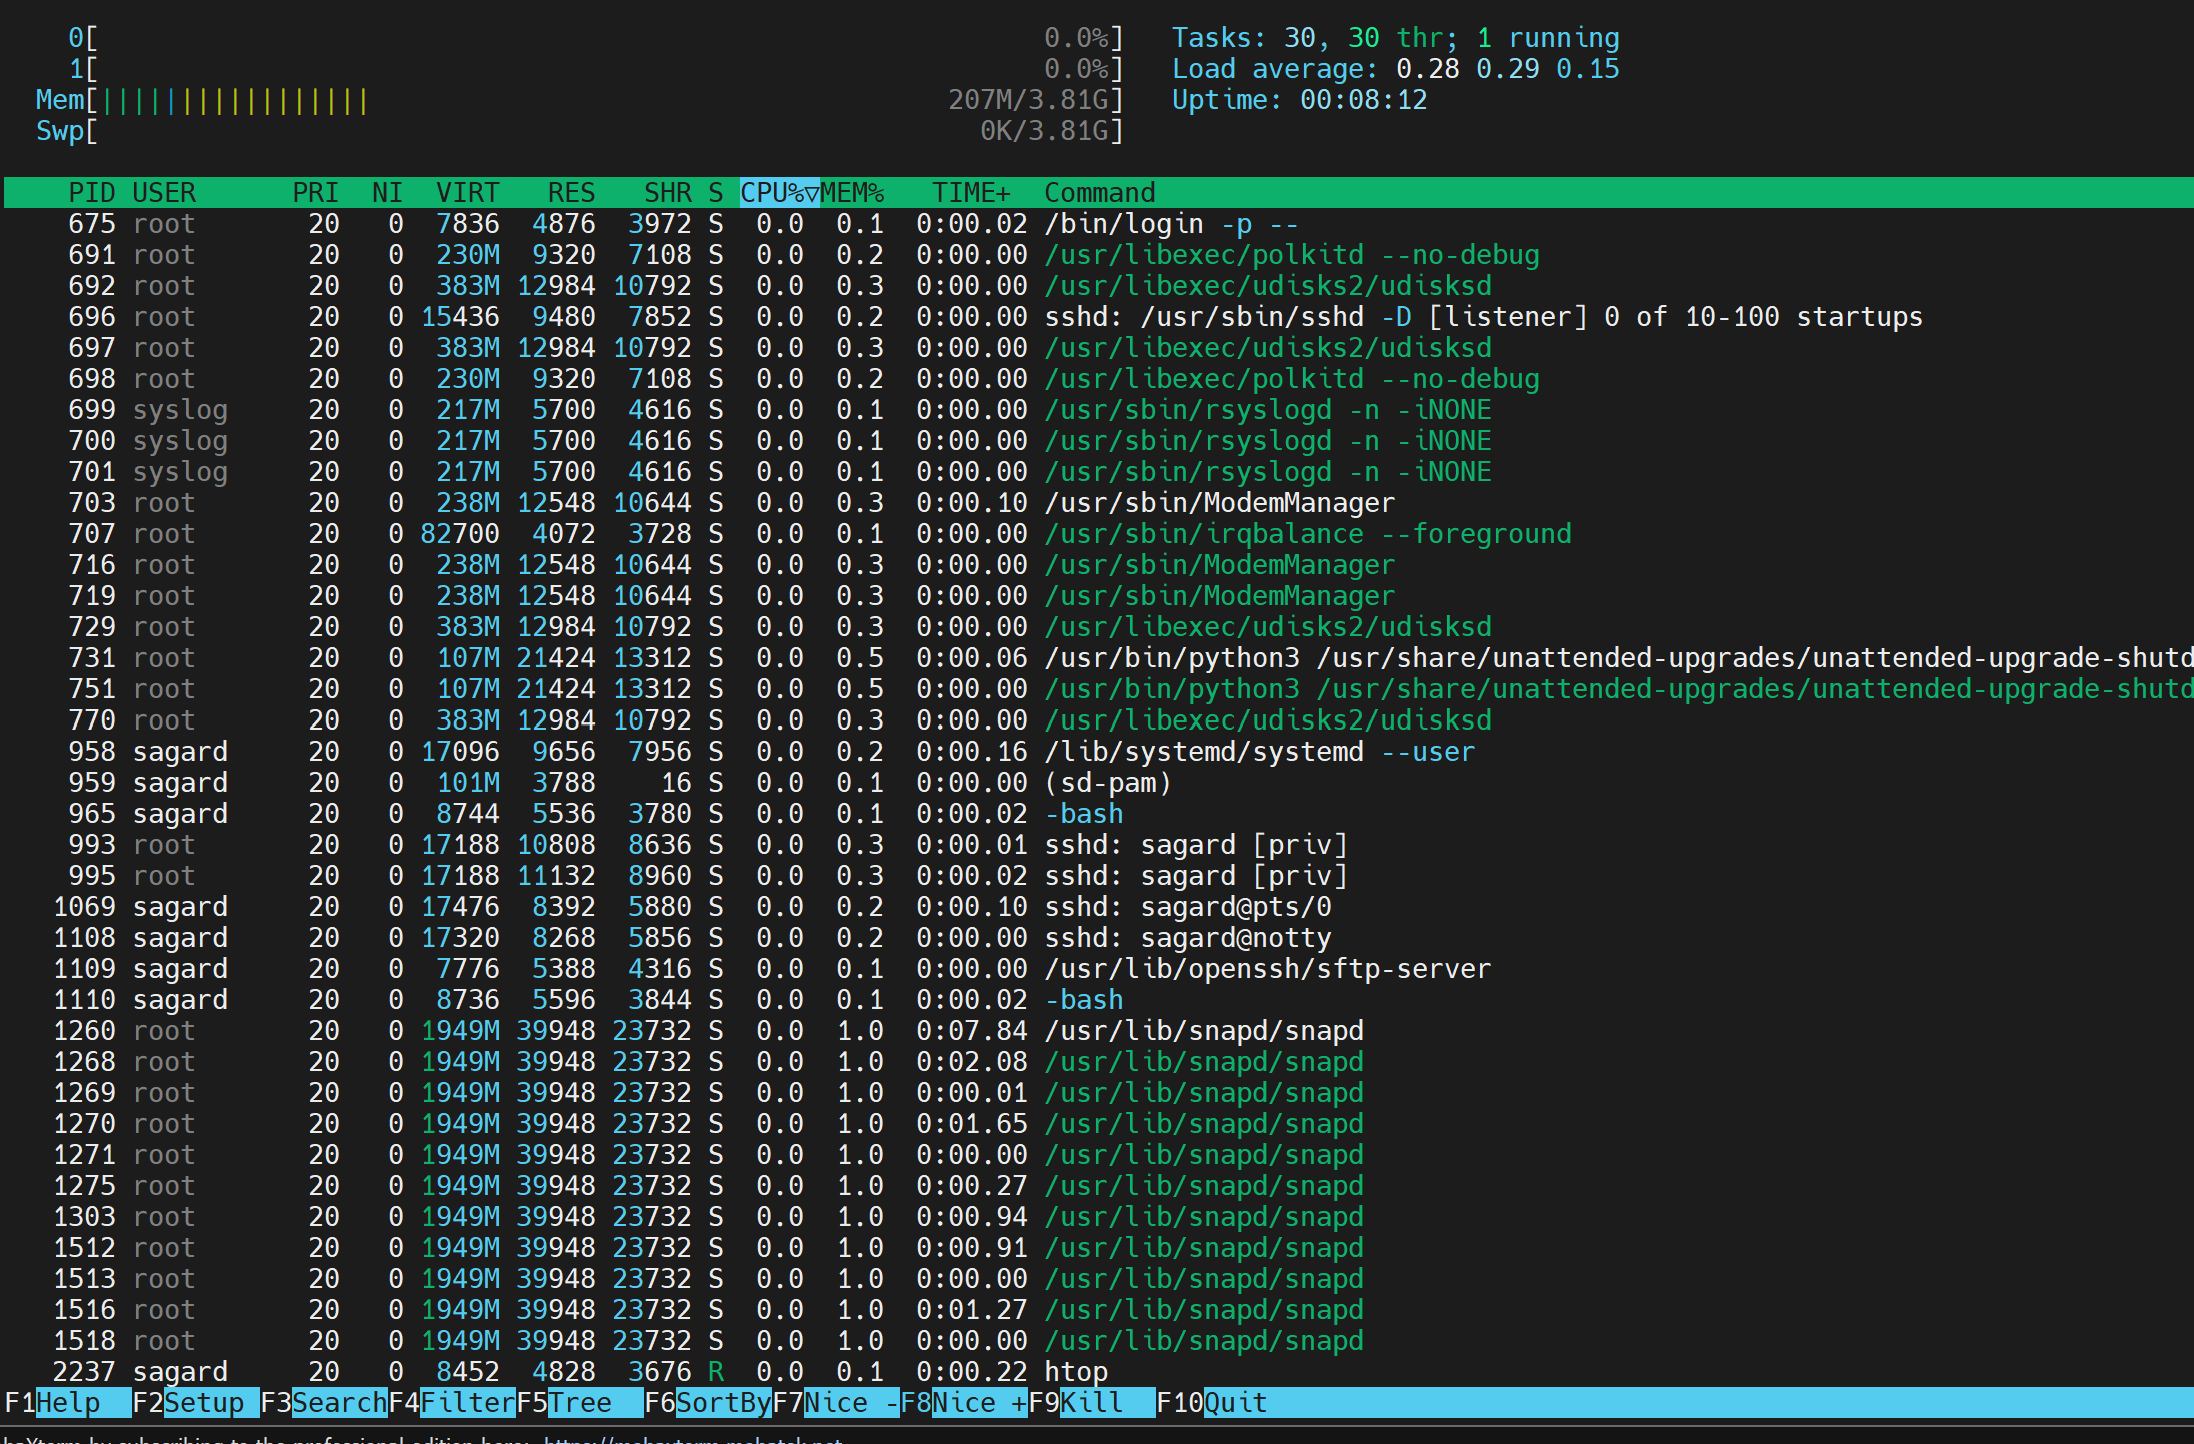 0[ 0.0%] Tasks: 30, 30 thr; 1 running
1[ 0.0%] Load average: 0.28 0.29 0.15
Mem[||||||||||||||||| 207M/3.81G] Uptime: 00:08:12
Swp[ 0K/3.81G]
PID USER PRI NI VIRT RES SHR S CPU%▽MEM% TIME+ Command
675 root 20 0 7836 4876 3972 S 0.0 0.1 0:00.02 /bin/login -p --
691 root 20 0 230M 9320 7108 S 0.0 0.2 0:00.00 /usr/libexec/polkitd --no-debug
692 root 20 0 383M 12984 10792 S 0.0 0.3 0:00.00 /usr/libexec/udisks2/udisksd
696 root 20 0 15436 9480 7852 S 0.0 0.2 0:00.00 sshd: /usr/sbin/sshd -D [listener] 0 of 10-100 startups
697 root 20 0 383M 12984 10792 S 0.0 0.3 0:00.00 /usr/libexec/udisks2/udisksd
698 root 20 0 230M 9320 7108 S 0.0 0.2 0:00.00 /usr/libexec/polkitd --no-debug
699 syslog 20 0 217M 5700 4616 S 0.0 0.1 0:00.00 /usr/sbin/rsyslogd -n -iNONE
700 syslog 20 0 217M 5700 4616 S 0.0 0.1 0:00.00 /usr/sbin/rsyslogd -n -iNONE
701 syslog 20 0 217M 5700 4616 S 0.0 0.1 0:00.00 /usr/sbin/rsyslogd -n -iNONE
703 root 20 0 238M 12548 10644 S 0.0 0.3 0:00.10 /usr/sbin/ModemManager
707 root 20 0 82700 4072 3728 S 0.0 0.1 0:00.00 /usr/sbin/irqbalance --foreground
716 root 20 0 238M 12548 10644 S 0.0 0.3 0:00.00 /usr/sbin/ModemManager
719 root 20 0 238M 12548 10644 S 0.0 0.3 0:00.00 /usr/sbin/ModemManager
729 root 20 0 383M 12984 10792 S 0.0 0.3 0:00.00 /usr/libexec/udisks2/udisksd
731 root 20 0 107M 21424 13312 S 0.0 0.5 0:00.06 /usr/bin/python3 /usr/share/unattended-upgrades/unattended-upgrade-shutd
751 root 20 0 107M 21424 13312 S 0.0 0.5 0:00.00 /usr/bin/python3 /usr/share/unattended-upgrades/unattended-upgrade-shutd
770 root 20 0 383M 12984 10792 S 0.0 0.3 0:00.00 /usr/libexec/udisks2/udisksd
958 sagard 20 0 17096 9656 7956 S 0.0 0.2 0:00.16 /lib/systemd/systemd --user
959 sagard 20 0 101M 3788 16 S 0.0 0.1 0:00.00 (sd-pam)
965 sagard 20 0 8744 5536 3780 S 0.0 0.1 0:00.02 -bash
993 root 20 0 17188 10808 8636 S 0.0 0.3 0:00.01 sshd: sagard [priv]
995 root 20 0 17188 11132 8960 S 0.0 0.3 0:00.02 sshd: sagard [priv]
1069 sagard 20 0 17476 8392 5880 S 0.0 0.2 0:00.10 sshd: sagard@pts/0
1108 sagard 20 0 17320 8268 5856 S 0.0 0.2 0:00.00 sshd: sagard@notty
1109 sagard 20 0 7776 5388 4316 S 0.0 0.1 0:00.00 /usr/lib/openssh/sftp-server
1110 sagard 20 0 8736 5596 3844 S 0.0 0.1 0:00.02 -bash
1260 root 20 0 1949M 39948 23732 S 0.0 1.0 0:07.84 /usr/lib/snapd/snapd
1268 root 20 0 1949M 39948 23732 S 0.0 1.0 0:02.08 /usr/lib/snapd/snapd
1269 root 20 0 1949M 39948 23732 S 0.0 1.0 0:00.01 /usr/lib/snapd/snapd
1270 root 20 0 1949M 39948 23732 S 0.0 1.0 0:01.65 /usr/lib/snapd/snapd
1271 root 20 0 1949M 39948 23732 S 0.0 1.0 0:00.00 /usr/lib/snapd/snapd
1275 root 20 0 1949M 39948 23732 S 0.0 1.0 0:00.27 /usr/lib/snapd/snapd
1303 root 20 0 1949M 39948 23732 S 0.0 1.0 0:00.94 /usr/lib/snapd/snapd
1512 root 20 0 1949M 39948 23732 S 0.0 1.0 0:00.91 /usr/lib/snapd/snapd
1513 root 20 0 1949M 39948 23732 S 0.0 1.0 0:00.00 /usr/lib/snapd/snapd
1516 root 20 0 1949M 39948 23732 S 0.0 1.0 0:01.27 /usr/lib/snapd/snapd
1518 root 20 0 1949M 39948 23732 S 0.0 1.0 0:00.00 /usr/lib/snapd/snapd
2237 sagard 20 0 8452 4828 3676 R 0.0 0.1 0:00.22 htop
F1Help F2Setup F3SearchF4FilterF5Tree F6SortByF7Nice -F8Nice +F9Kill F10Quit
by subscribing to the professional edition here: https://mobaxterm.mobatek.net